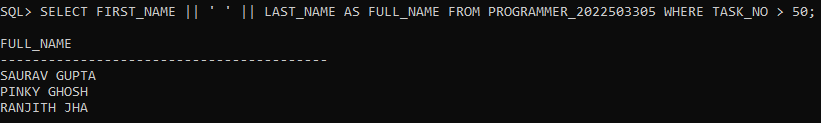 SQL> SELECT FIRST_NAME || ' ' || LAST_NAME AS FULL_NAME FROM PROGRAMMER_2022503305 WHERE TASK_NO > 50;
FULL_NAME
-----------------------------------------
SAURAV GUPTA
PINKY GHOSH
RANJITH JHA